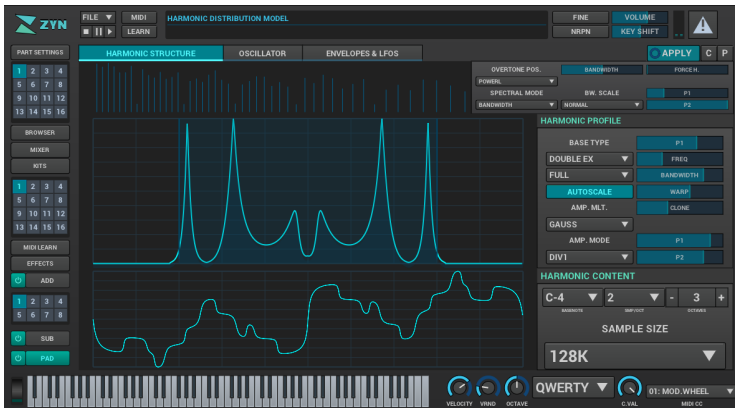 ZYN
FILE ▼
MIDI
LEARN
HARMONIC DISTRIBUTION MODEL
FINE
NRPN
VOLUME
KEY SHIFT
PART SETTINGS
1 2 3 4
5 6 7 8
9 10 11 12
13 14 15 16
BROWSER
MIXER
KITS
1 2 3 4
5 6 7 8
9 10 11 12
13 14 15 16
MIDI LEARN
EFFECTS
ADD
1 2 3 4
5 6 7 8
SUB
PAD
HARMONIC STRUCTURE
OSCILLATOR
ENVELOPES & LFOS
APPLY
C
P
OVERTONE POS.
BANDWIDTH
FORCE H.
POWERL ▼
SPECTRAL MODE
BW. SCALE
P1
BANDWIDTH ▼
NORMAL ▼
P2
HARMONIC PROFILE
BASE TYPE
P1
DOUBLE EX ▼
FREQ
FULL ▼
BANDWIDTH
AUTOSCALE
WARP
AMP. MLT.
CLONE
GAUSS ▼
AMP. MODE
P1
DIV1 ▼
P2
HARMONIC CONTENT
C-4 ▼
2 ▼
- 3 +
BASENOTE
SMP/OCT
OCTAVES
SAMPLE SIZE
128K ▼
VELOCITY
VRND
OCTAVE
QWERTY ▼
C.VAL
01: MOD.WHEEL ▼
MIDI CC